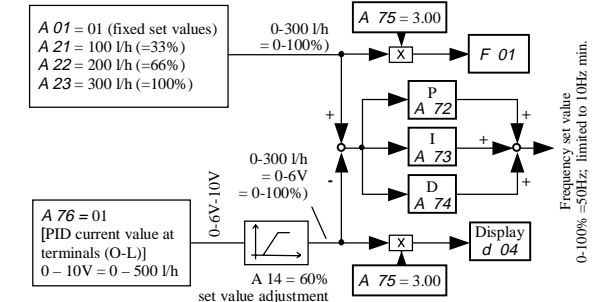 A 01 = 01 (fixed set values)
A 21 = 100 l/h (=33%)
A 22 = 200 l/h (=66%)
A 23 = 300 l/h (=100%)
0-300 l/h
= 0-100%)
A 75 = 3.00
X
F 01
P
A 72
I
A 73
D
A 74
+
-
+
+
+
Frequency set value
0-100% =50Hz; limited to 10Hz min.
0-300 l/h
= 0-6V
= 0-100%)
0-6V-10V
A 76 = 01
[PID current value at
terminals (O-L)]
0 – 10V = 0 – 500 l/h
A 14 = 60%
set value adjustment
X
A 75 = 3.00
Display
d 04